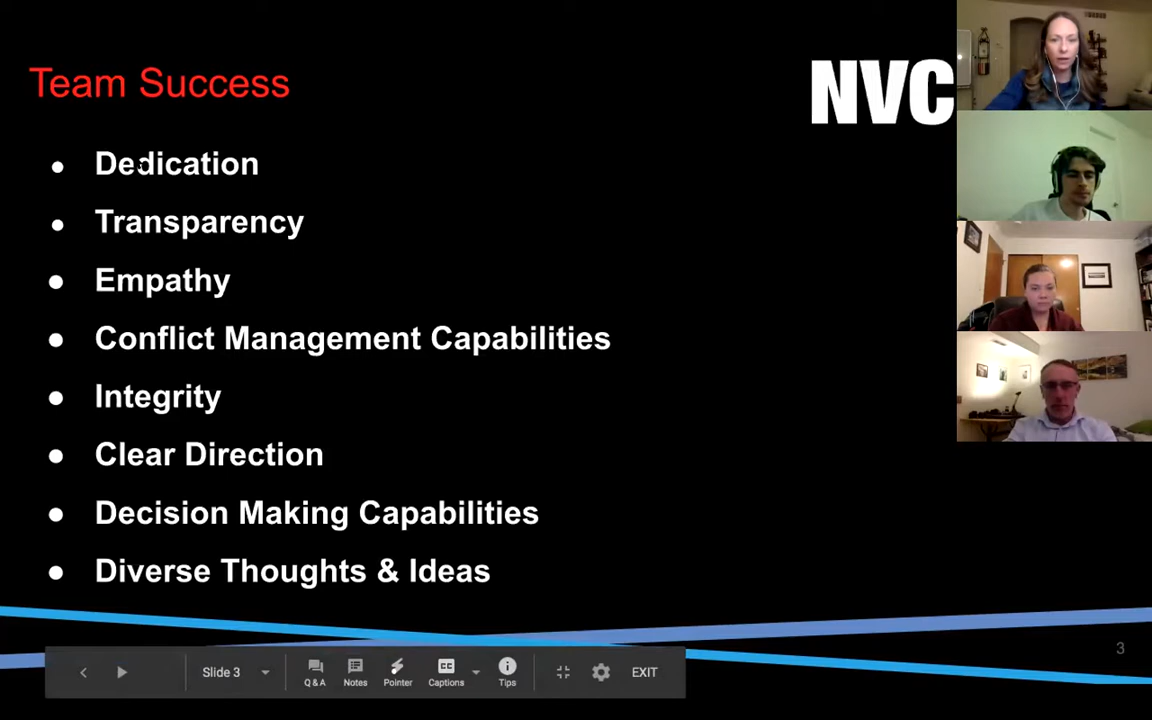 Team Success
NVC
Dedication
Transparency
Empathy
Conflict Management Capabilities
Integrity
Clear Direction
Decision Making Capabilities
Diverse Thoughts & Ideas
3
Slide 3
Q & A
Notes
Pointer
Captions
Tips
EXIT